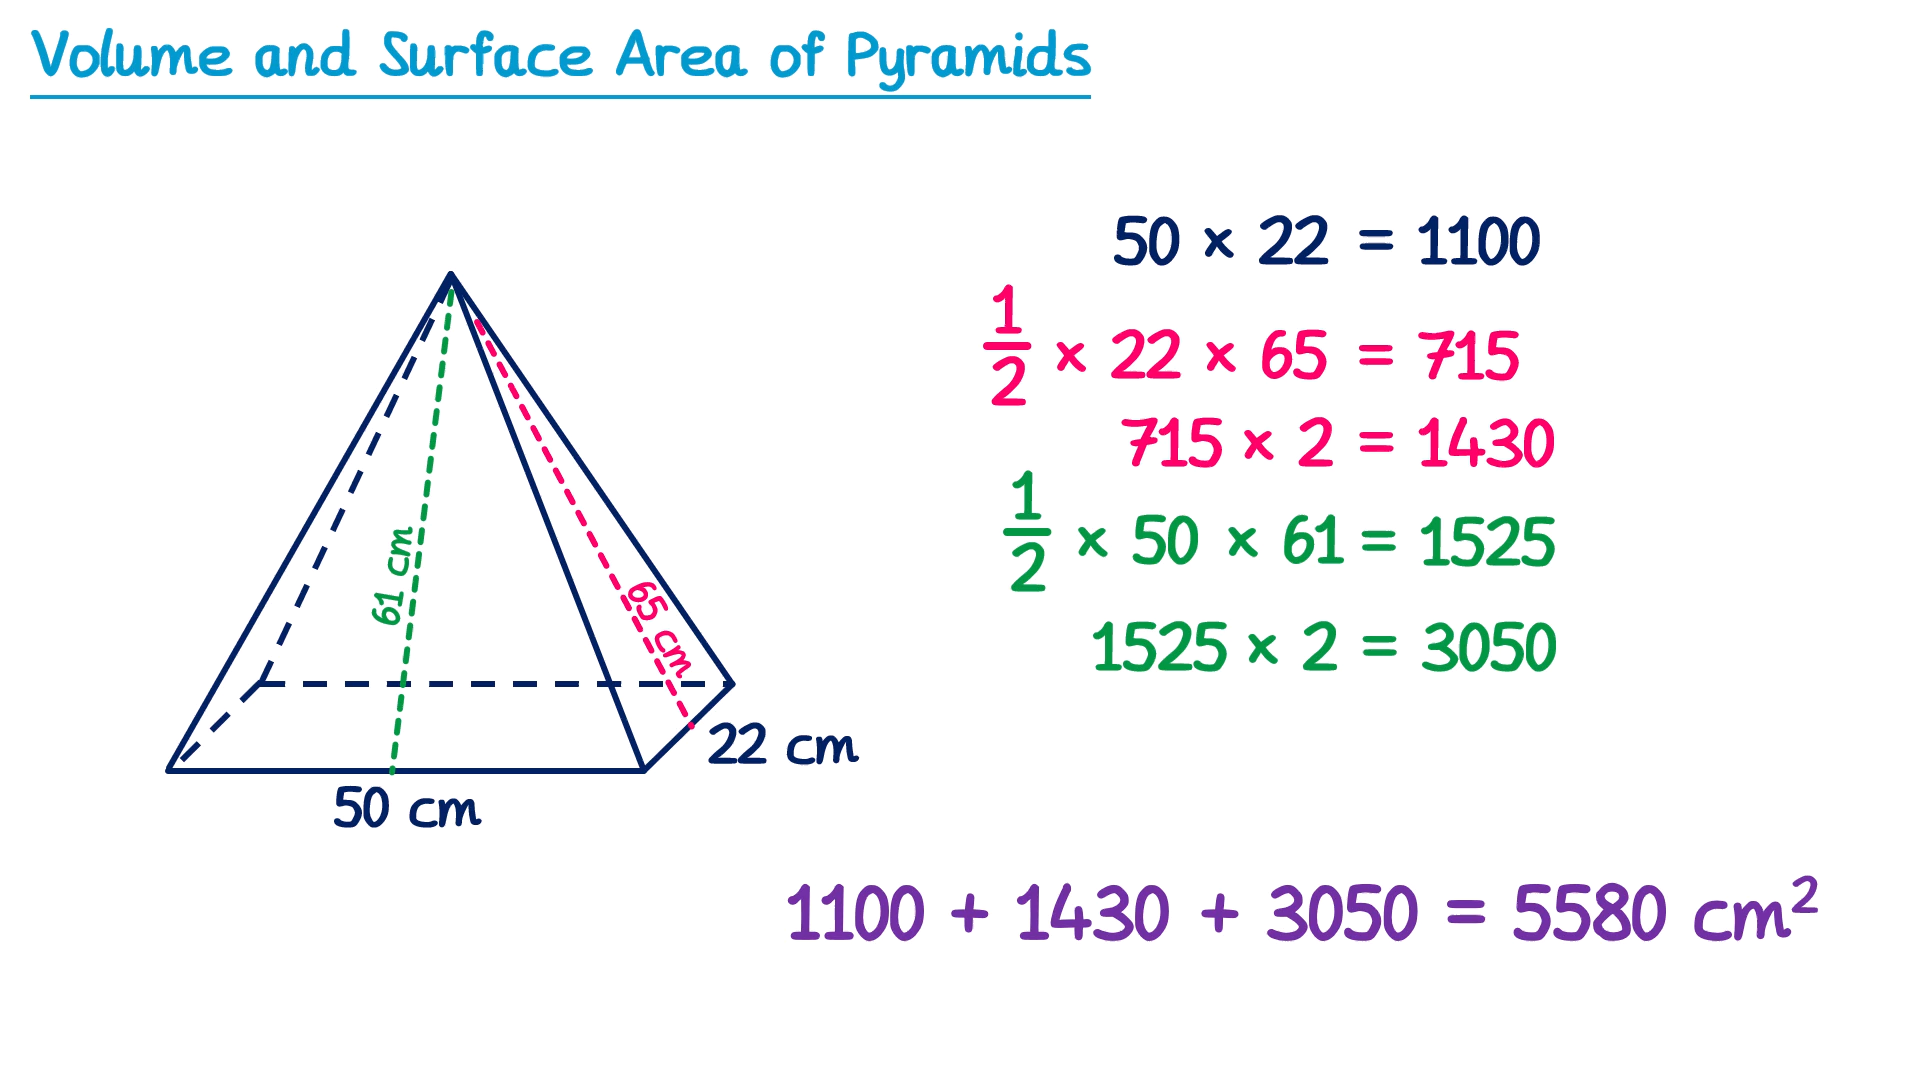 Volume and Surface Area of Pyramids
50 × 22 = 1100
1/2 × 22 × 65 = 715
715 × 2 = 1430
1/2 × 50 × 61 = 1525
1525 × 2 = 3050
61 cm
65 cm
22 cm
50 cm
1100 + 1430 + 3050 = 5580 cm²